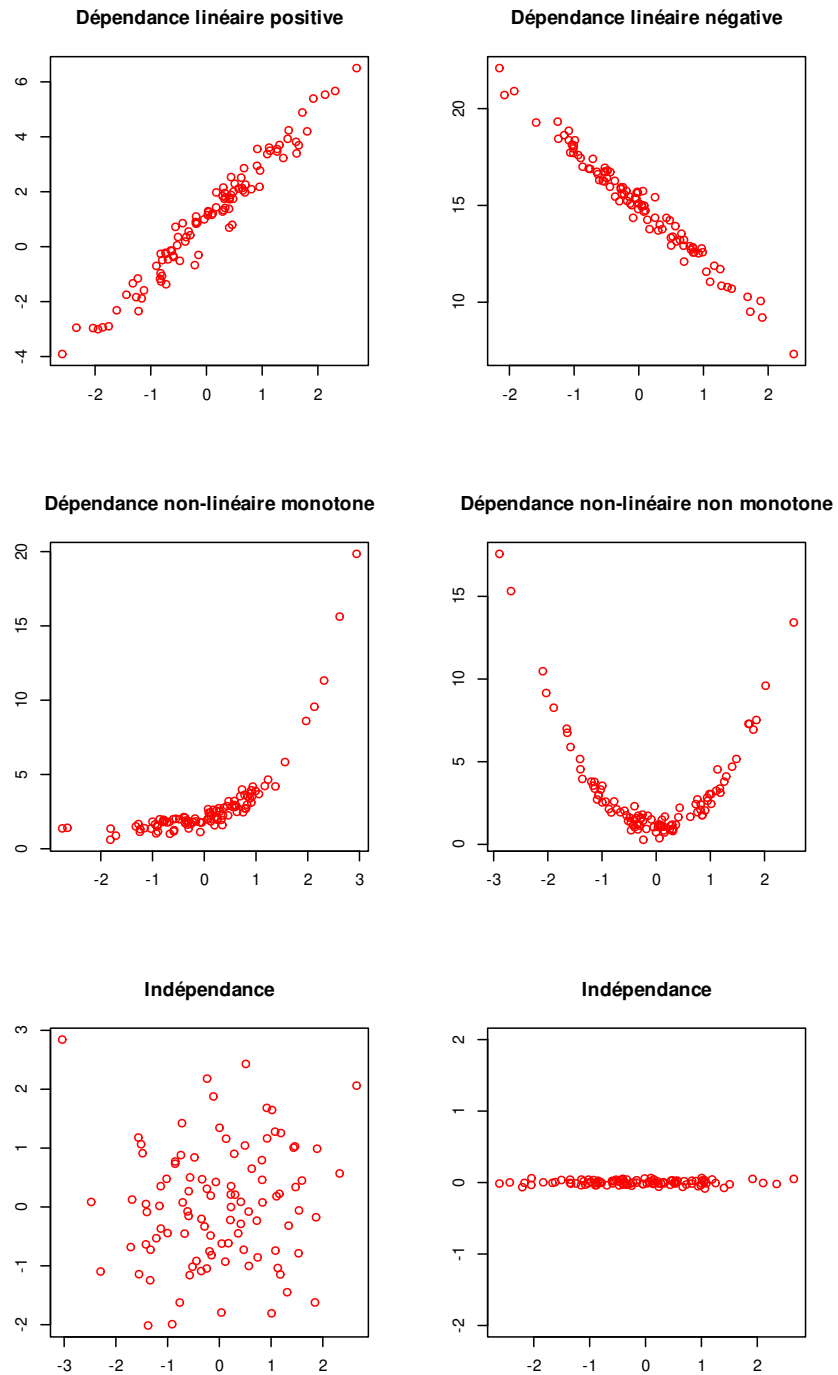 Dépendance linéaire positive
6
4
2
0
-2
-4
-2 -1 0 1 2
Dépendance linéaire négative
20
15
10
-2 -1 0 1 2
Dépendance non-linéaire monotone
20
15
10
5
0
-2 -1 0 1 2 3
Dépendance non-linéaire non monotone
15
10
5
0
-3 -2 -1 0 1 2
Indépendance
3
2
1
0
-1
-2
-3 -2 -1 0 1 2
Indépendance
2
1
0
-1
-2
-2 -1 0 1 2